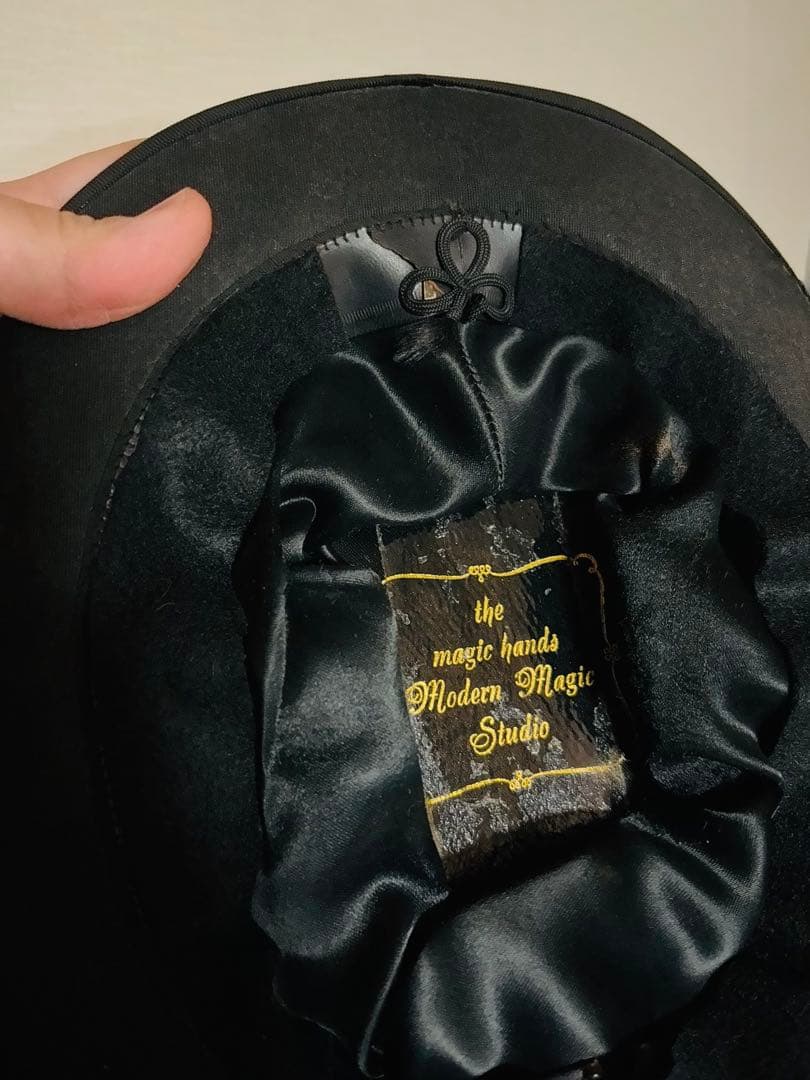 the
magic hands
Modern Magic
Studio